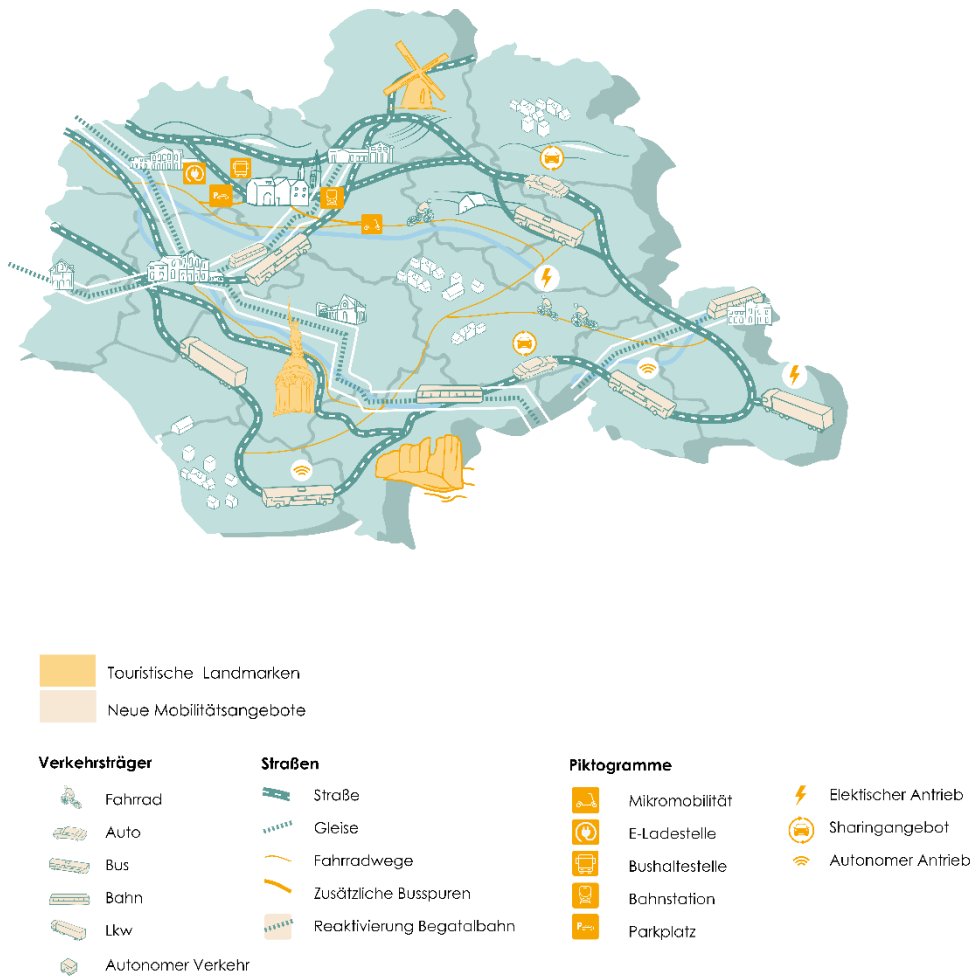 Touristische Landmarken
Neue Mobilitätsangebote
Verkehrsträger
Fahrrad
Auto
Bus
Bahn
Lkw
Autonomer Verkehr
Straßen
Straße
Gleise
Fahrradwege
Zusätzliche Busspuren
Reaktivierung Begatalbahn
Piktogramme
Mikromobilität
E-Ladestelle
Bushaltestelle
Bahnstation
P
Parkplatz
Elektischer Antrieb
Sharingangebot
Autonomer Antrieb
P